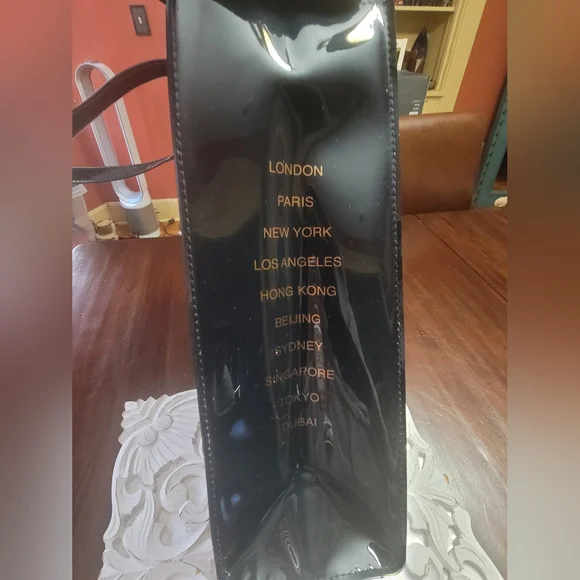 LONDON
PARIS
NEW YORK
LOS ANGELES
HONG KONG
BEIJING
SYDNEY
SINGAPORE
TOKYO
DUBAI